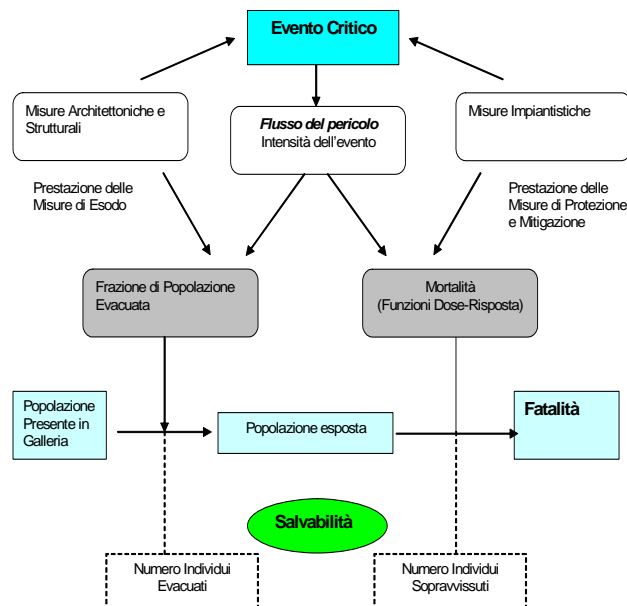 Evento Critico
Misure Architettoniche e
Strutturali
Flusso del pericolo
Intensità dell'evento
Misure Impiantistiche
Prestazione delle
Misure di Esodo
Prestazione delle
Misure di Protezione
e Mitigazione
Frazione di Popolazione
Evacuata
Mortalità
(Funzioni Dose-Risposta)
Popolazione
Presente in
Galleria
Popolazione esposta
Fatalità
Salvabilità
Numero Individui
Evacuati
Numero Individui
Sopravvissuti